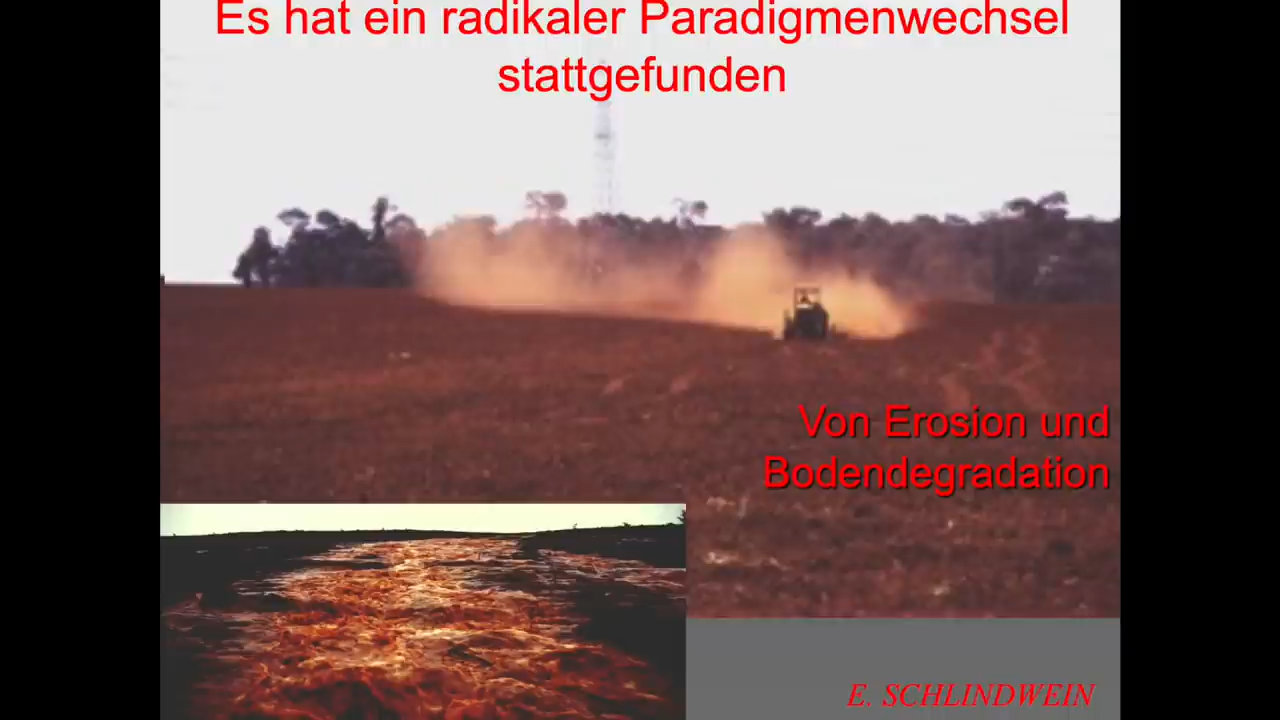 Es hat ein radikaler Paradigmenwechsel
stattgefunden
Von Erosion und
Bodendegradation
E. SCHLINDWEIN